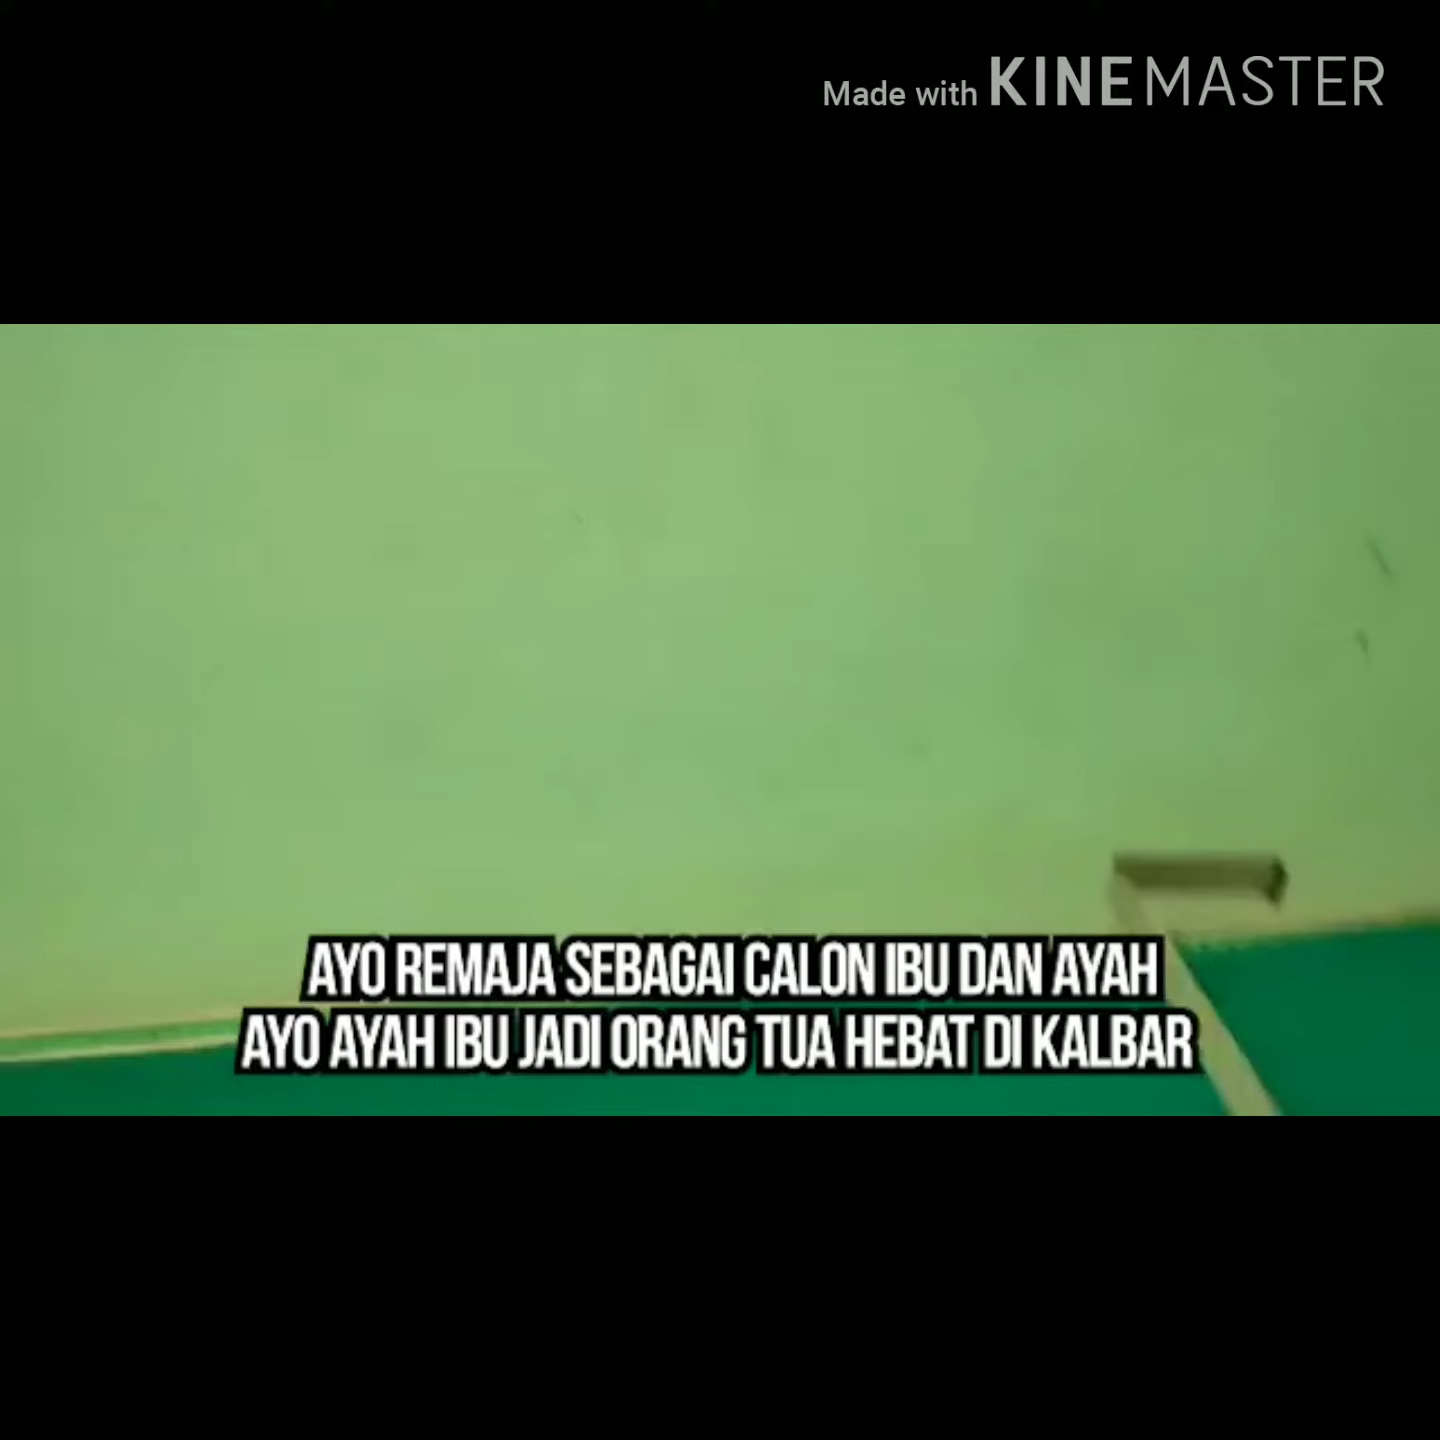 Made with KINEMASTER
AYO REMAJA SEBAGAI CALON IBU DAN AYAH
AYO AYAH IBU JADI ORANG TUA HEBAT DI KALBAR